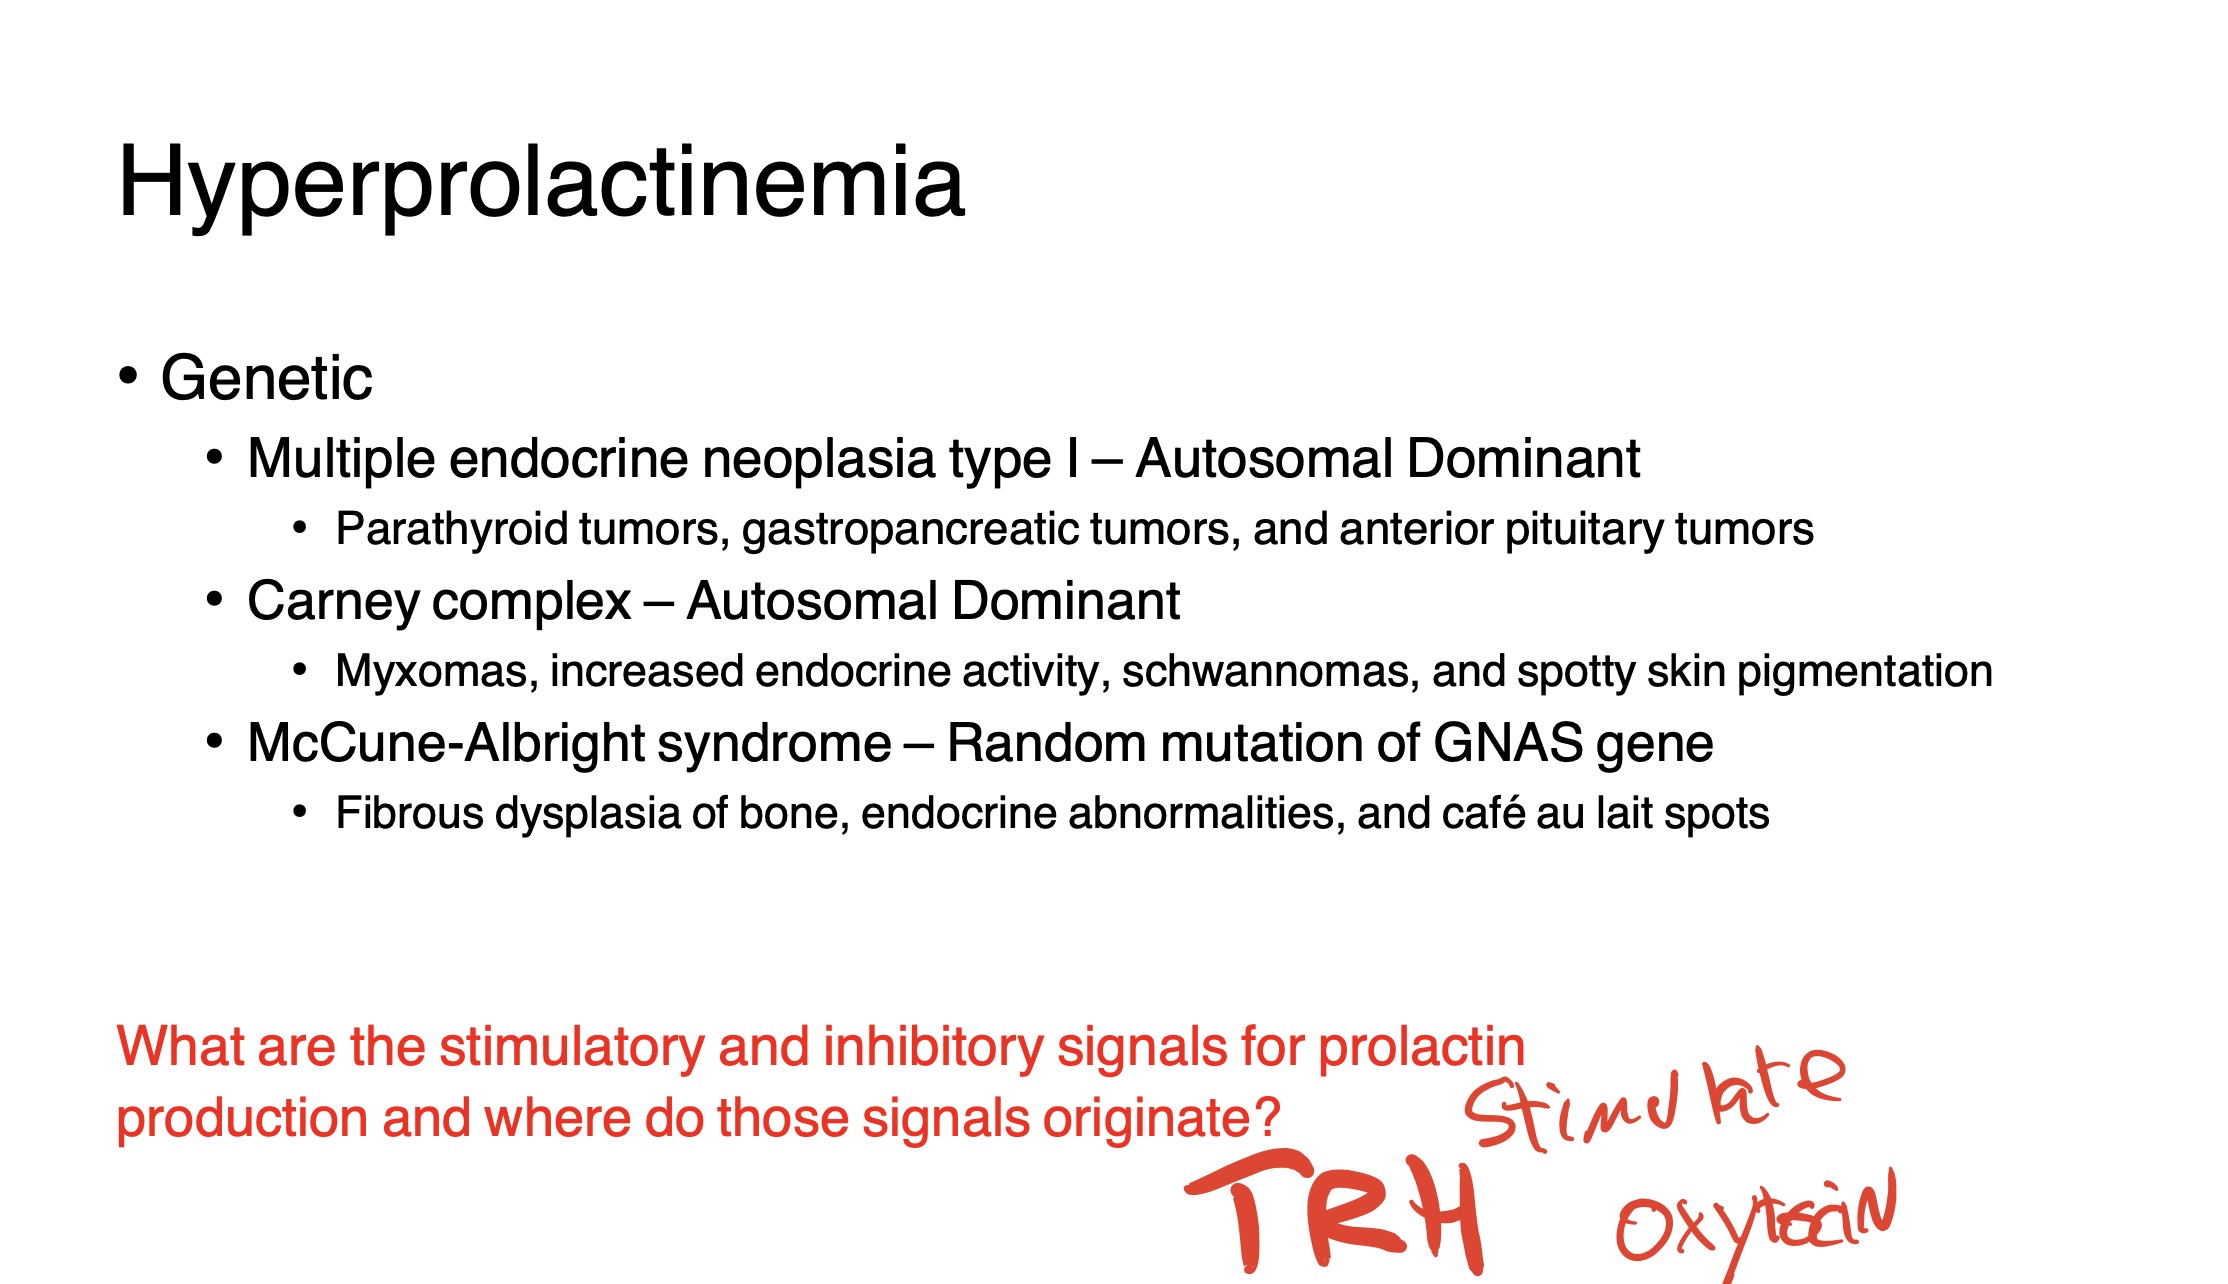 Hyperprolactinemia
• Genetic
• Multiple endocrine neoplasia type I – Autosomal Dominant
• Parathyroid tumors, gastropancreatic tumors, and anterior pituitary tumors
• Carney complex – Autosomal Dominant
• Myxomas, increased endocrine activity, schwannomas, and spotty skin pigmentation
• McCune-Albright syndrome – Random mutation of GNAS gene
• Fibrous dysplasia of bone, endocrine abnormalities, and café au lait spots
What are the stimulatory and inhibitory signals for prolactin
production and where do those signals originate?
Stimulate
TRH
oxytocin